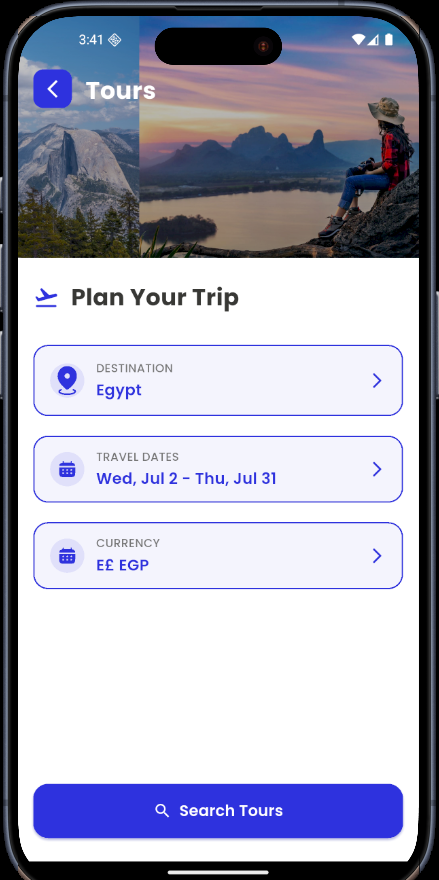 3:41
Tours
Plan Your Trip
DESTINATION
Egypt
TRAVEL DATES
Wed, Jul 2 - Thu, Jul 31
CURRENCY
E£ EGP
Search Tours